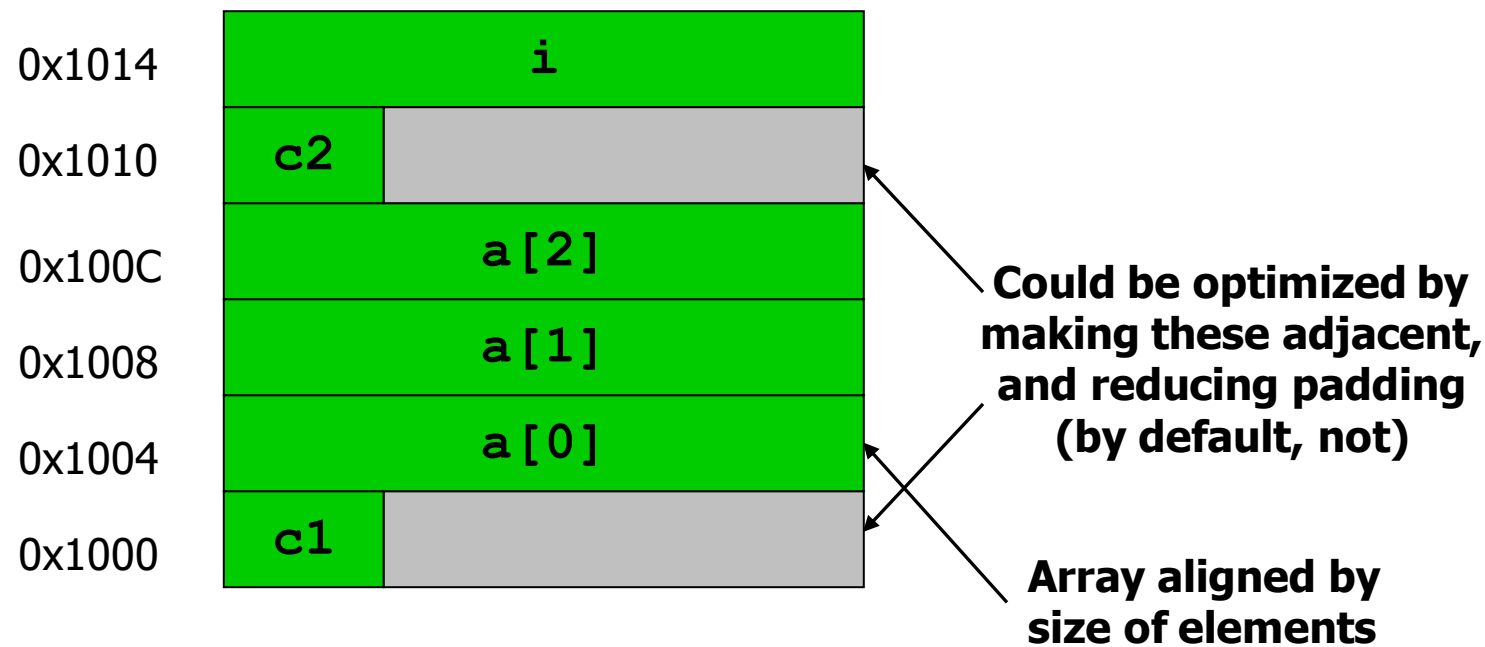 0x1014 i
0x1010 c2
0x100C a[2]
0x1008 a[1]
0x1004 a[0]
0x1000 c1
Could be optimized by
making these adjacent,
and reducing padding
(by default, not)
Array aligned by
size of elements